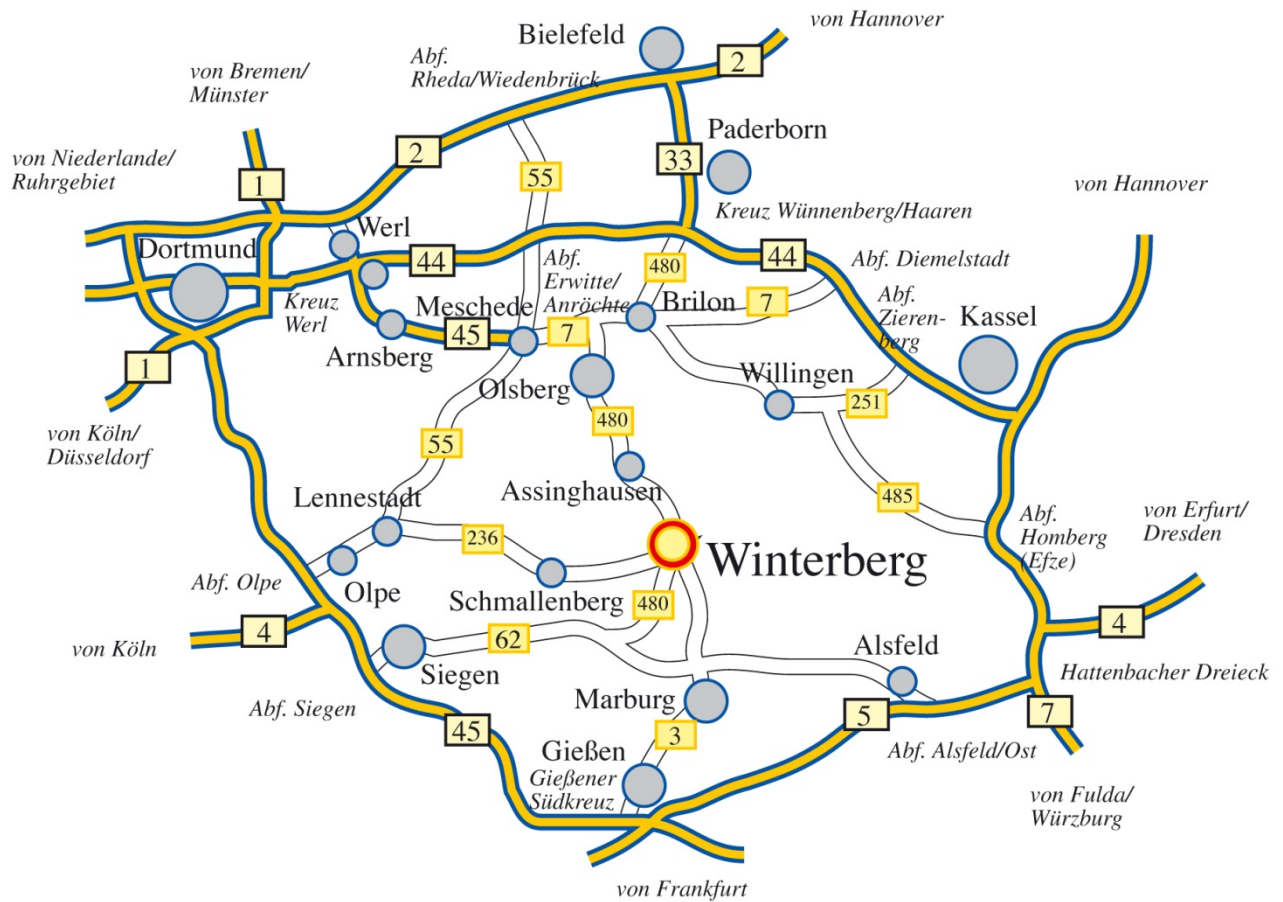 von Hannover
Bielefeld
2
Abf.
Rheda/Wiedenbrück
von Bremen/
Münster
2
Paderborn
33
von Niederlande/
Ruhrgebiet
1
55
von Hannover
Kreuz Wünnenberg/Haaren
Werl
Dortmund
44
44
480
Abf. Diemelstadt
Abf.
Erwitte/
Anröchte
Kreuz
Werl
Meschede
Brilon
7
7
Abf.
Zieren-
berg
Kassel
45
Arnsberg
1
Olsberg
Willingen
251
480
55
von Köln/
Düsseldorf
Assinghausen
485
Lennestadt
236
Abf.
Homberg
(Efze)
von Erfurt/
Dresden
Winterberg
Abf. Olpe
Olpe
Schmallenberg
480
4
62
4
von Köln
Siegen
Alsfeld
Hattenbacher Dreieck
Marburg
Abf. Siegen
45
3
5
7
Gießen
Gießener
Südkreuz
Abf. Alsfeld/Ost
von Fulda/
Würzburg
von Frankfurt